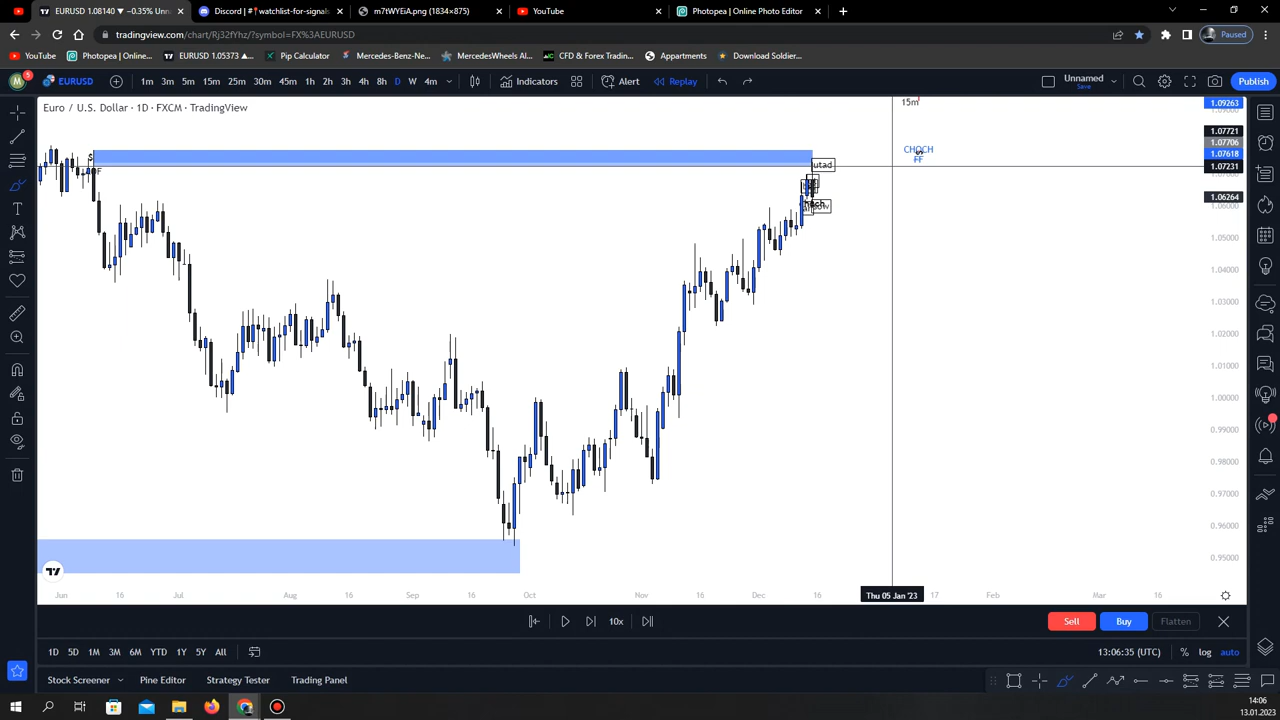 EURUSD 1.08410 ▼ −0.35% Unn
Discord | #📍watchlist-for-signals
m7tWYEiA.png (1834×875)
YouTube
Photopea | Online Photo Editor
tradingview.com/chart/Rj32fYhz/?symbol=FX%3AEURUSD
Paused
YouTube
Photopea | Online...
EURUSD 1.05373 ▲...
Pip Calculator
Mercedes-Benz-Ne...
MercedesWheels Al...
CFD & Forex Tradin...
Appartments
Download Soldier...
M
5
EURUSD
1m
3m
5m
15m
25m
30m
45m
1h
2h
3h
4h
8h
D
W
4m
Indicators
Alert
Replay
Unnamed
Save
Publish
Euro / U.S. Dollar · 1D · FXCM · TradingView
15m
CHOCH
FF
$
utad
1.09263
1.09000
1.07721
1.07706
1.07618
1.07231
1.06264
1.05000
1.04000
1.03000
1.02000
1.01000
1.00000
0.99000
0.98000
0.97000
0.96000
0.95000
Jun
16
Jul
Aug
16
Sep
Oct
Nov
16
Dec
16
Thu 05 Jan '23
17
Feb
Mar
16
10x
Sell
Buy
Flatten
1D
5D
1M
3M
6M
YTD
1Y
5Y
All
13:06:35 (UTC)
%
log
auto
Stock Screener
Pine Editor
Strategy Tester
Trading Panel
14:06
13.01.2023